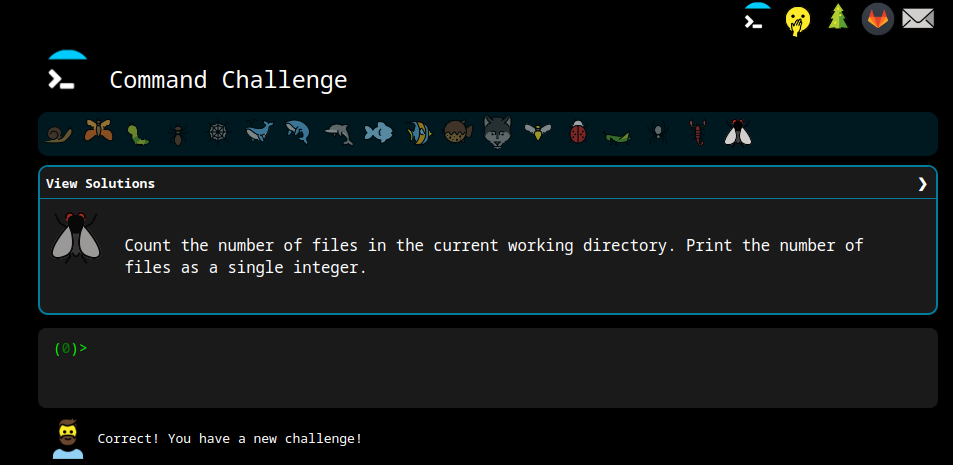 Command Challenge
View Solutions
Count the number of files in the current working directory. Print the number of
files as a single integer.
(0)>
Correct! You have a new challenge!